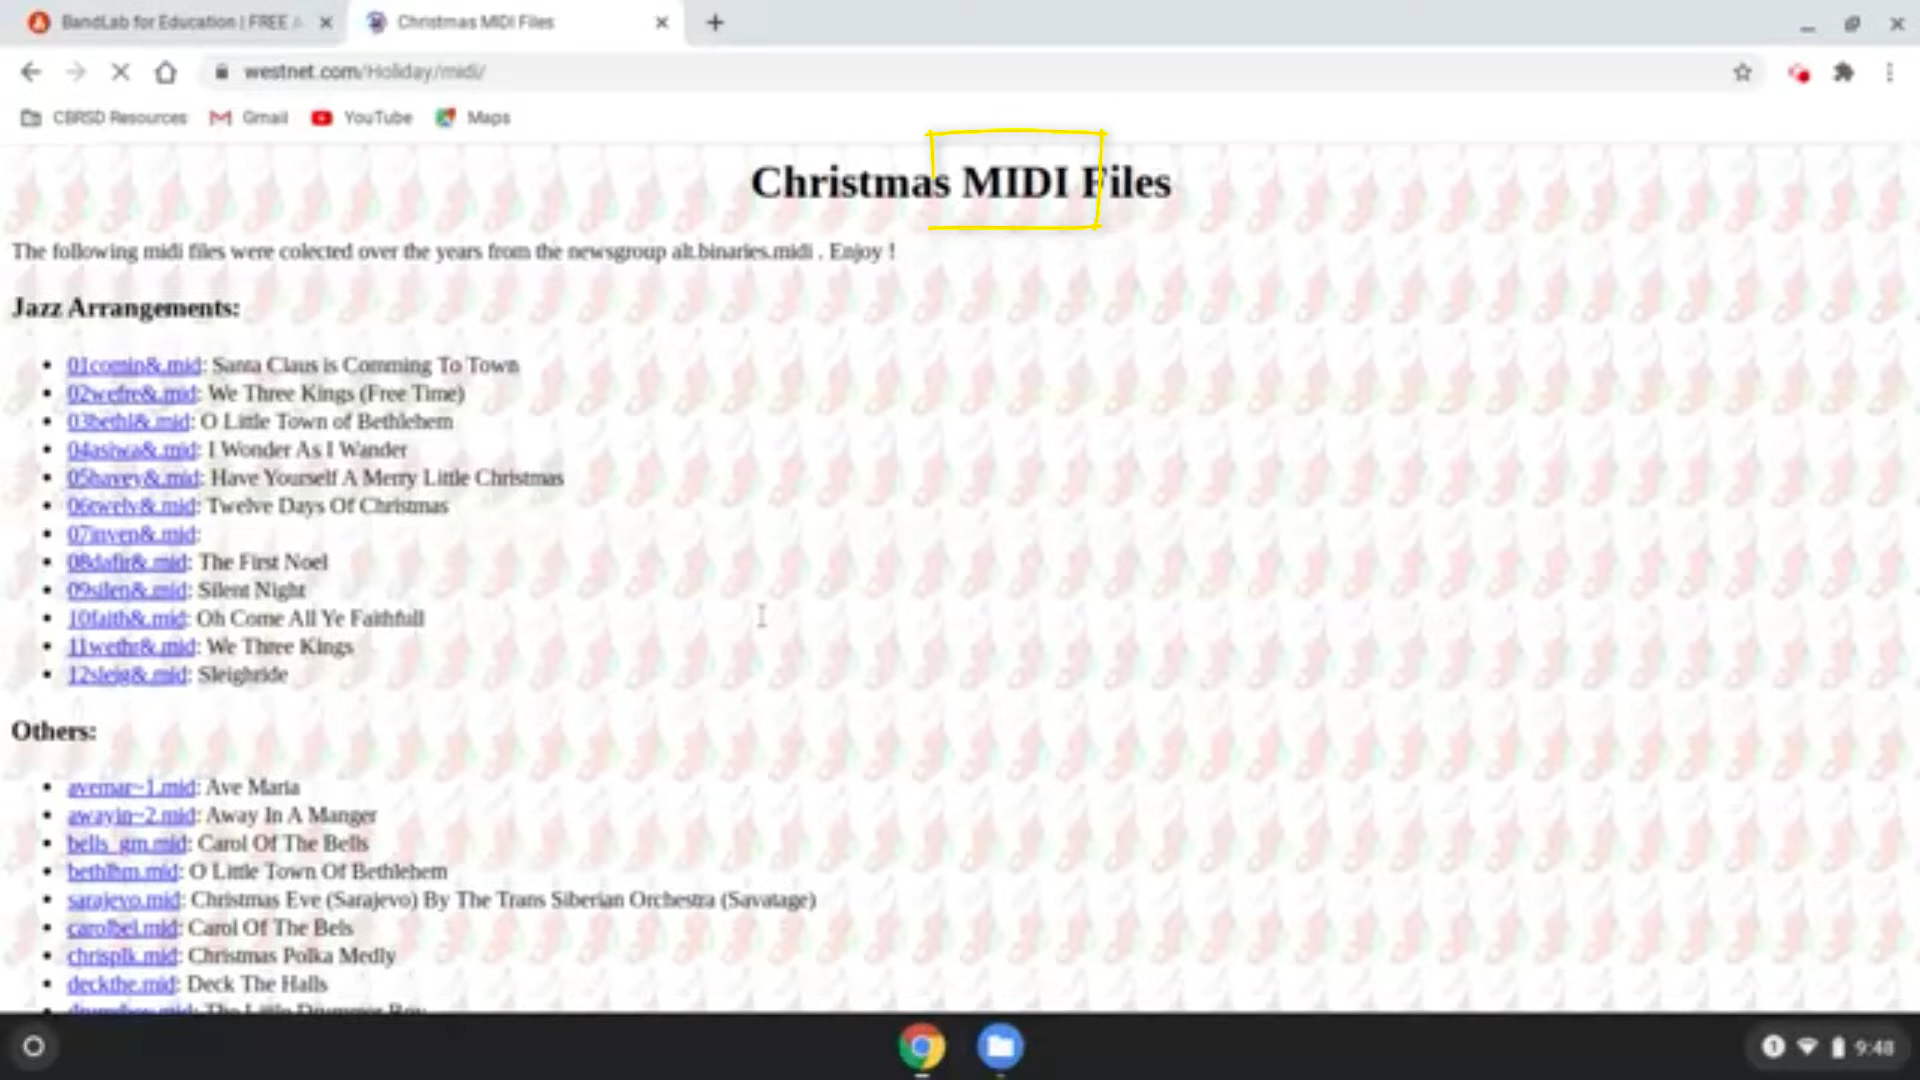 BandLab for Education | FREE
Christmas MIDI Files
westnet.com/Holiday/midi/
CBRSD Resources
Gmail
YouTube
Maps
Christmas MIDI Files
The following midi files were colected over the years from the newsgroup alt.binaries.midi . Enjoy !
Jazz Arrangements:
01comin&.mid: Santa Claus is Comming To Town
02wefre&.mid: We Three Kings (Free Time)
03bethl&.mid: O Little Town of Bethlehem
04asiwa&.mid: I Wonder As I Wander
05havey&.mid: Have Yourself A Merry Little Christmas
06twelv&.mid: Twelve Days Of Christmas
07inven&.mid:
08dafir&.mid: The First Noel
09silen&.mid: Silent Night
10faith&.mid: Oh Come All Ye Faithfull
11wethr&.mid: We Three Kings
12sleig&.mid: Sleighride
Others:
avemar~1.mid: Ave Maria
awayin~2.mid: Away In A Manger
bells_gm.mid: Carol Of The Bells
bethlhm.mid: O Little Town Of Bethlehem
sarajevo.mid: Christmas Eve (Sarajevo) By The Trans Siberian Orchestra (Savatage)
carolbel.mid: Carol Of The Bels
chrisplk.mid: Christmas Polka Medly
deckthe.mid: Deck The Halls
The Little Drummer Boy
1
9:48